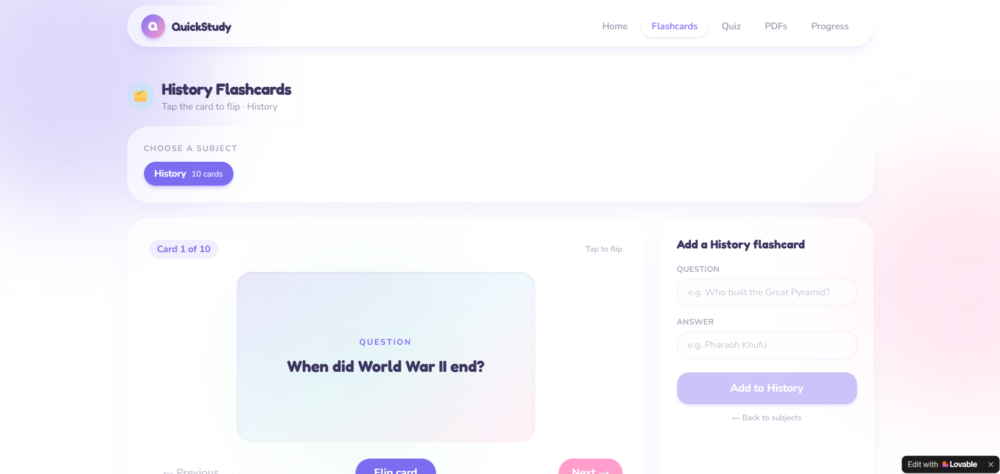 Q QuickStudy
Home Flashcards Quiz PDFs Progress
History Flashcards
Tap the card to flip · History
CHOOSE A SUBJECT
History 10 cards
Card 1 of 10 Tap to flip
QUESTION
When did World War II end?
← Previous Flip card Next →
Add a History flashcard
QUESTION
e.g. Who built the Great Pyramid?
ANSWER
e.g. Pharaoh Khufu
Add to History
← Back to subjects
Edit with Lovable ×